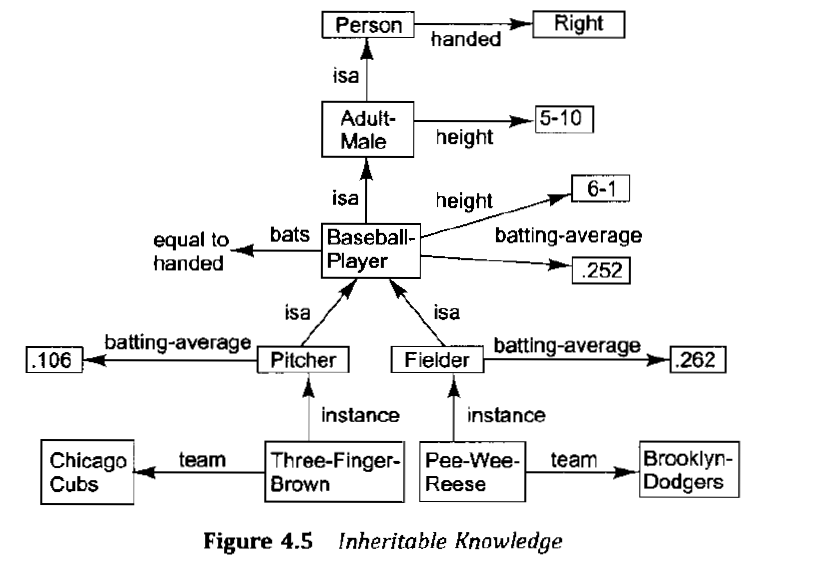 Person
handed
Right
isa
Adult-
Male
height
5-10
isa
height
6-1
equal to
handed
bats
Baseball-
Player
batting-average
.252
isa
isa
.106
batting-average
Pitcher
Fielder
batting-average
.262
instance
instance
Chicago
Cubs
team
Three-Finger-
Brown
Pee-Wee-
Reese
team
Brooklyn-
Dodgers
Figure 4.5 Inheritable Knowledge